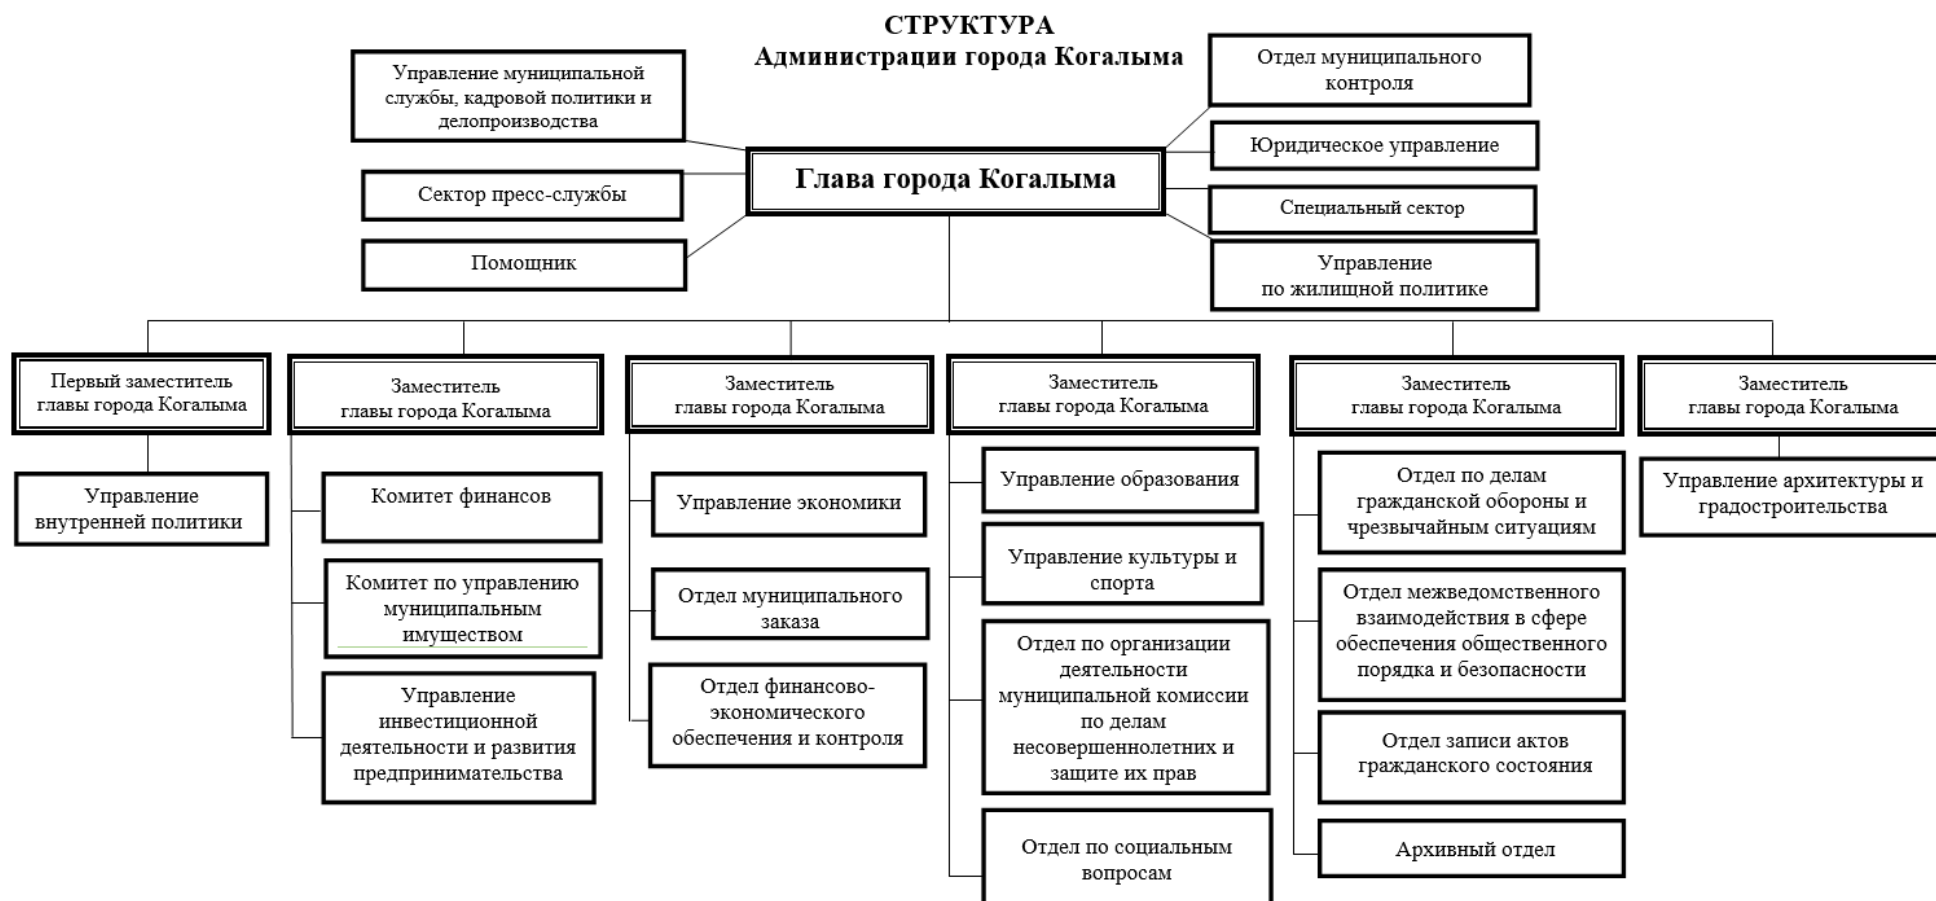 СТРУКТУРА
Администрации города Когалыма
Управление муниципальной
службы, кадровой политики и
делопроизводства
Сектор пресс-службы
Помощник
Глава города Когалыма
Отдел муниципального
контроля
Юридическое управление
Специальный сектор
Управление
по жилищной политике
Первый заместитель
главы города Когалыма
Управление
внутренней политики
Заместитель
главы города Когалыма
Комитет финансов
Комитет по управлению
муниципальным
имуществом
Управление
инвестиционной
деятельности и развития
предпринимательства
Заместитель
главы города Когалыма
Управление экономики
Отдел муниципального
заказа
Отдел финансово-
экономического
обеспечения и контроля
Заместитель
главы города Когалыма
Управление образования
Управление культуры и
спорта
Отдел по организации
деятельности
муниципальной комиссии
по делам
несовершеннолетних и
защите их прав
Отдел по социальным
вопросам
Заместитель
главы города Когалыма
Отдел по делам
гражданской обороны и
чрезвычайным ситуациям
Отдел межведомственного
взаимодействия в сфере
обеспечения общественного
порядка и безопасности
Отдел записи актов
гражданского состояния
Архивный отдел
Заместитель
главы города Когалыма
Управление архитектуры и
градостроительства